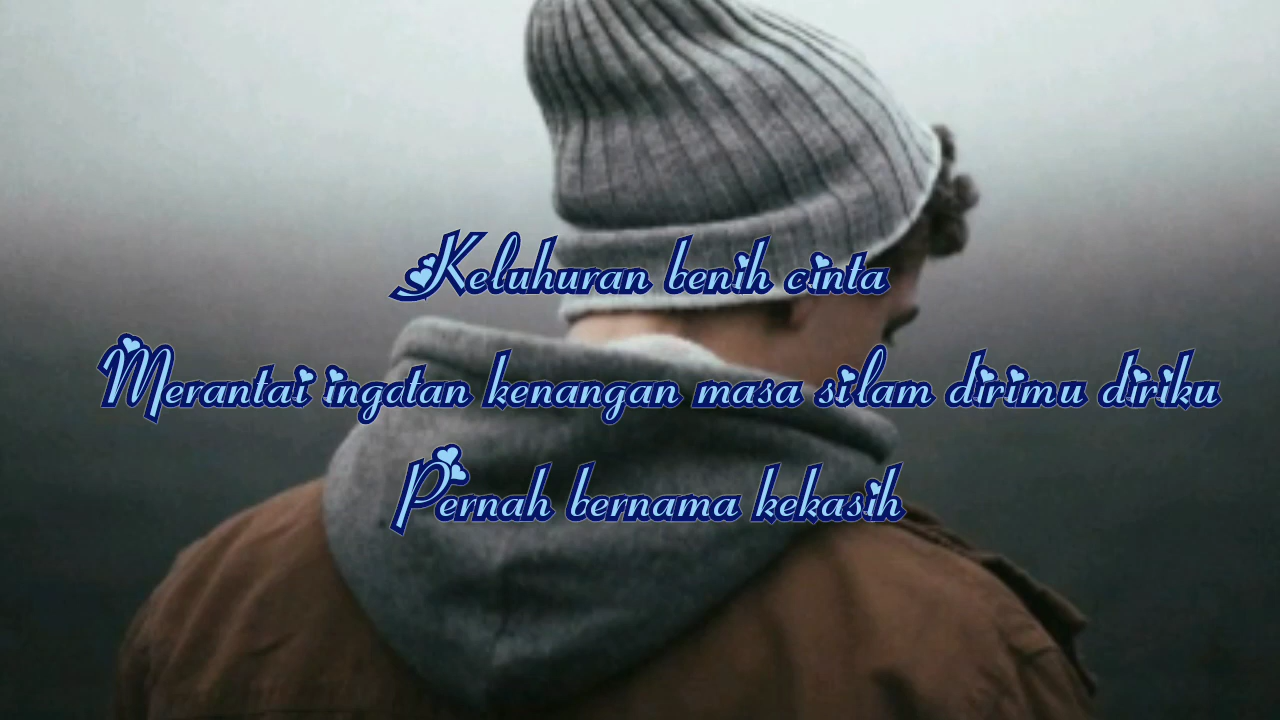 Keluhuran benih cinta
Merantai ingatan kenangan masa silam dirimu diriku
Pernah bernama kekasih